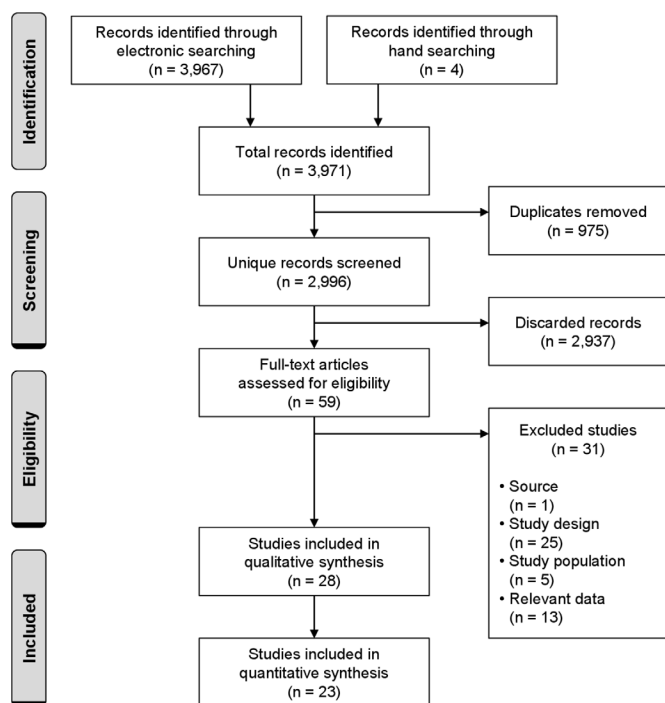 Identification
Records identified through
electronic searching
(n = 3,967)
Records identified through
hand searching
(n = 4)
Total records identified
(n = 3,971)
Screening
Duplicates removed
(n = 975)
Unique records screened
(n = 2,996)
Discarded records
(n = 2,937)
Full-text articles
assessed for eligibility
(n = 59)
Eligibility
Excluded studies
(n = 31)
• Source
(n = 1)
• Study design
(n = 25)
• Study population
(n = 5)
• Relevant data
(n = 13)
Included
Studies included in
qualitative synthesis
(n = 28)
Studies included in
quantitative synthesis
(n = 23)